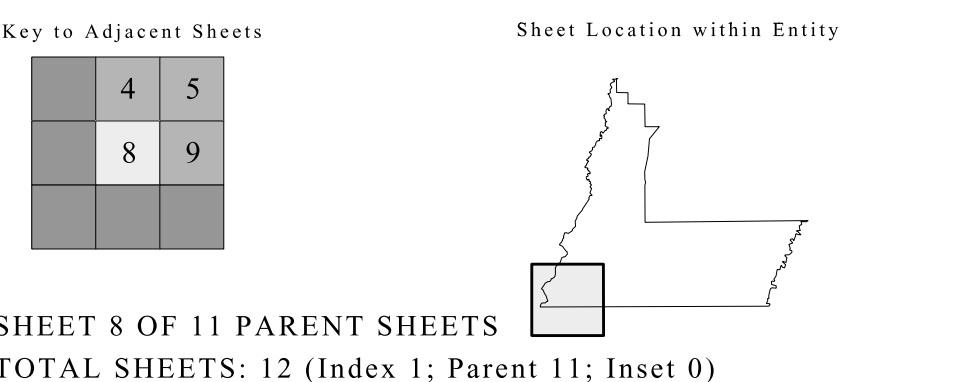 Key to Adjacent Sheets
Sheet Location within Entity
4 5
8 9
SHEET 8 OF 11 PARENT SHEETS
TOTAL SHEETS: 12 (Index 1; Parent 11; Inset 0)